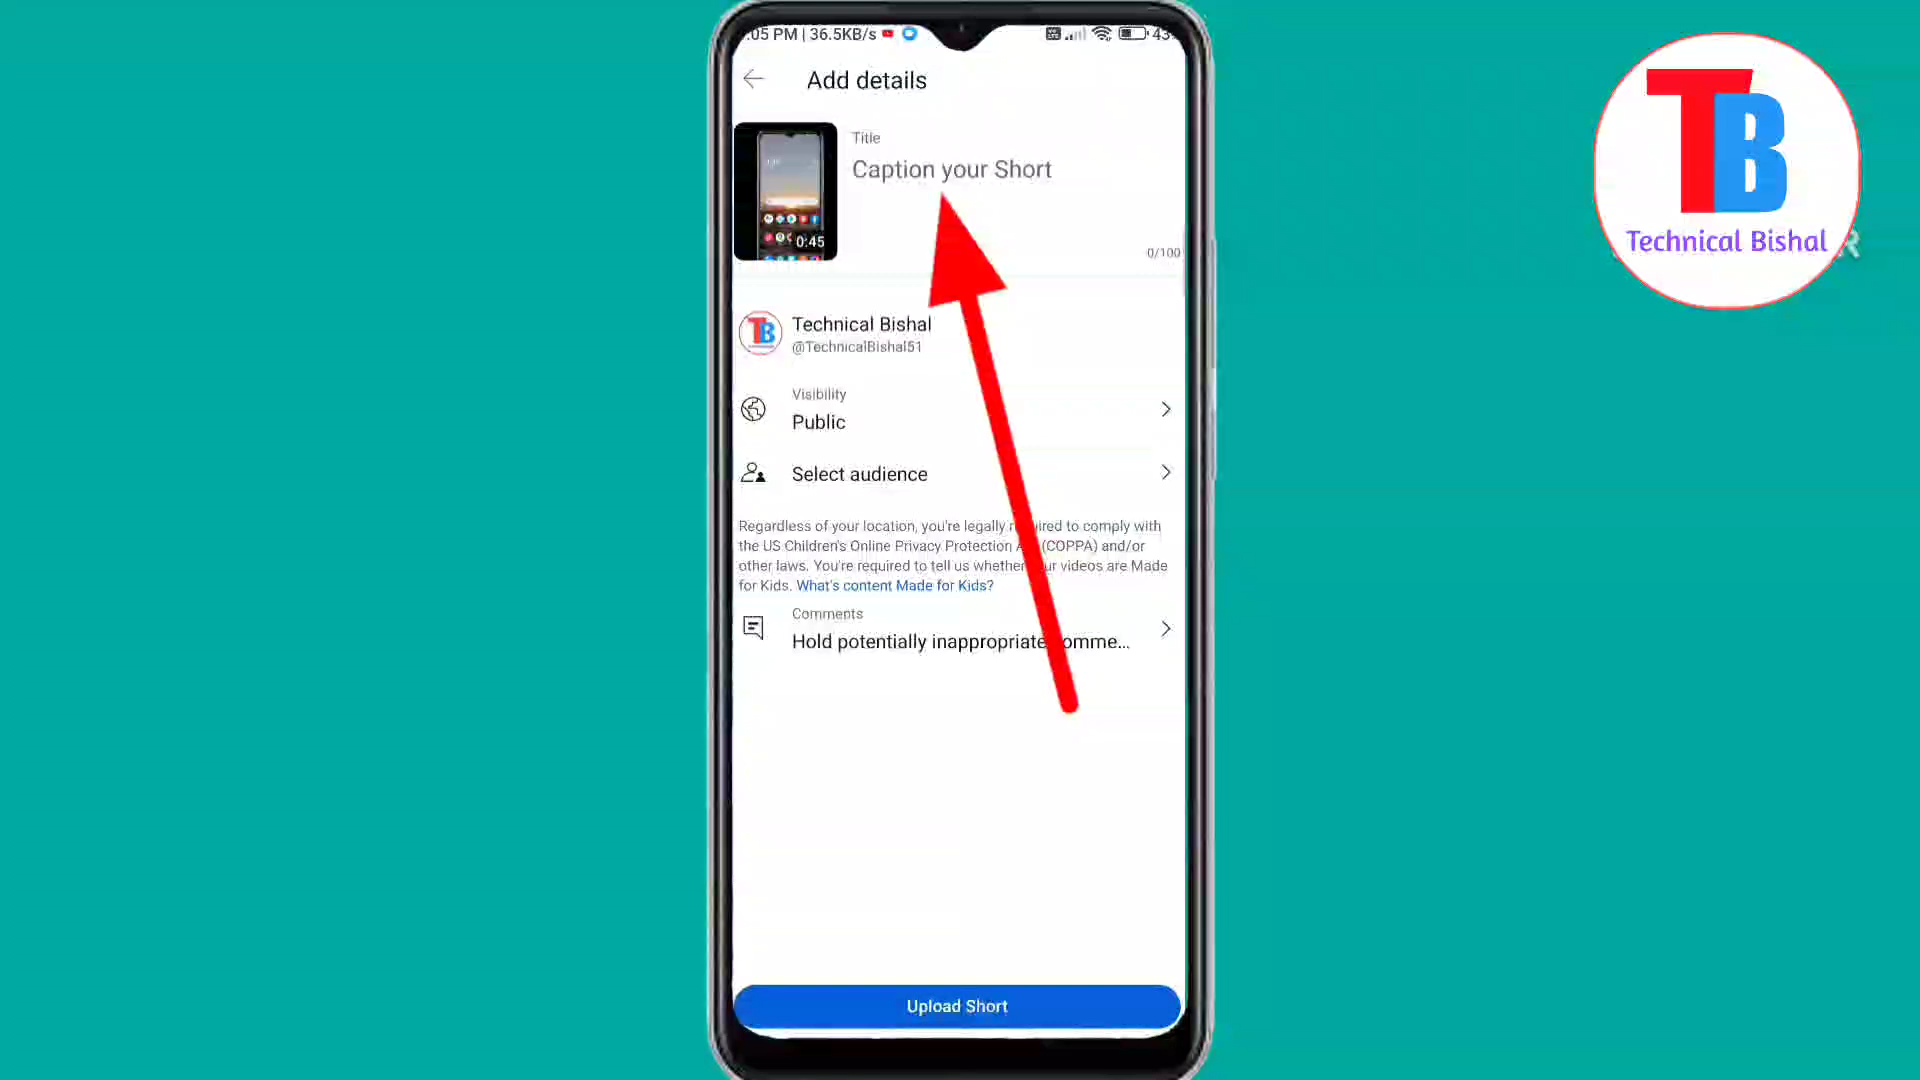 :05 PM | 36.5KB/s
43
Add details
Title
Caption your Short
0:45
0/100
TB
Technical Bishal
R
TB
Technical Bishal
@TechnicalBishal51
Visibility
Public
Select audience
Regardless of your location, you're legally r ired to comply with
the US Children's Online Privacy Protection A (COPPA) and/or
other laws. You're required to tell us whether ur videos are Made
for Kids. What's content Made for Kids?
Comments
Hold potentially inappropriate omme...
Upload Short